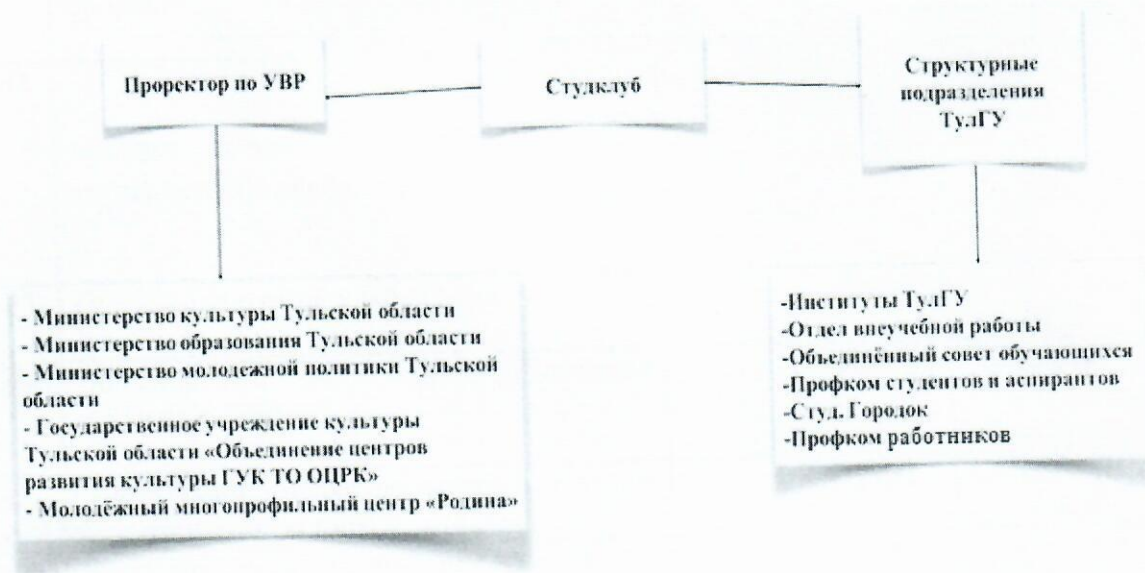 Проректор по УВР
Студклуб
Структурные
подразделения
ТулГУ
- Министерство культуры Тульской области
- Министерство образования Тульской области
- Министерство молодежной политики Тульской
области
- Государственное учреждение культуры
Тульской области «Объединение центров
развития культуры ГУК ТО ОЦРК»
- Молодёжный многопрофильный центр «Родина»
-Институты ТулГУ
-Отдел внеучебной работы
-Объединённый совет обучающихся
-Профком студентов и аспирантов
-Студ. Городок
-Профком работников